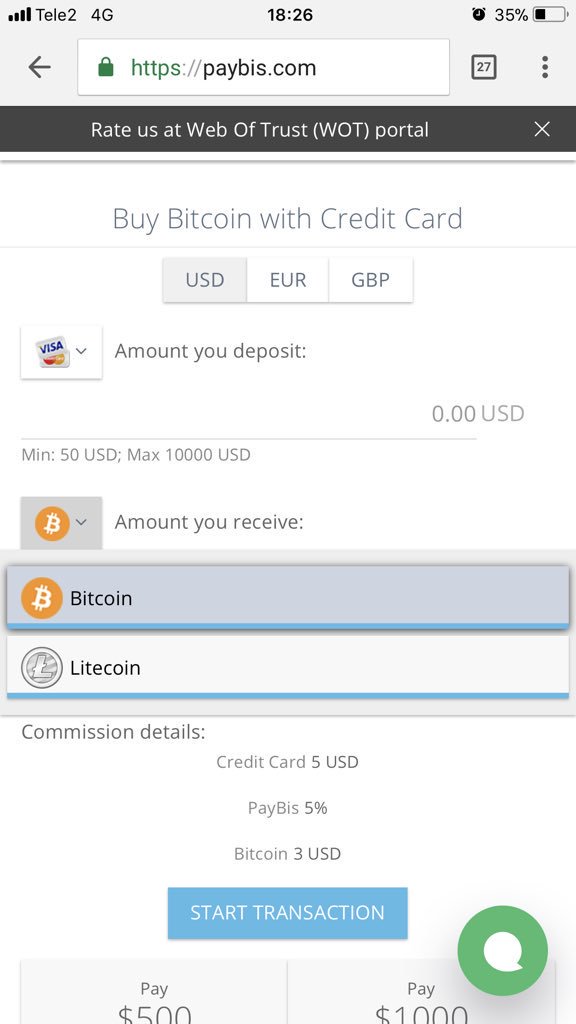 Tele2 4G 18:26 35%
https://paybis.com 27
Rate us at Web Of Trust (WOT) portal
Buy Bitcoin with Credit Card
USD EUR GBP
VISA Amount you deposit:
0.00 USD
Min: 50 USD; Max 10000 USD
Amount you receive:
Bitcoin
Litecoin
Commission details:
Credit Card 5 USD
PayBis 5%
Bitcoin 3 USD
START TRANSACTION
Pay Pay
$500 $1000